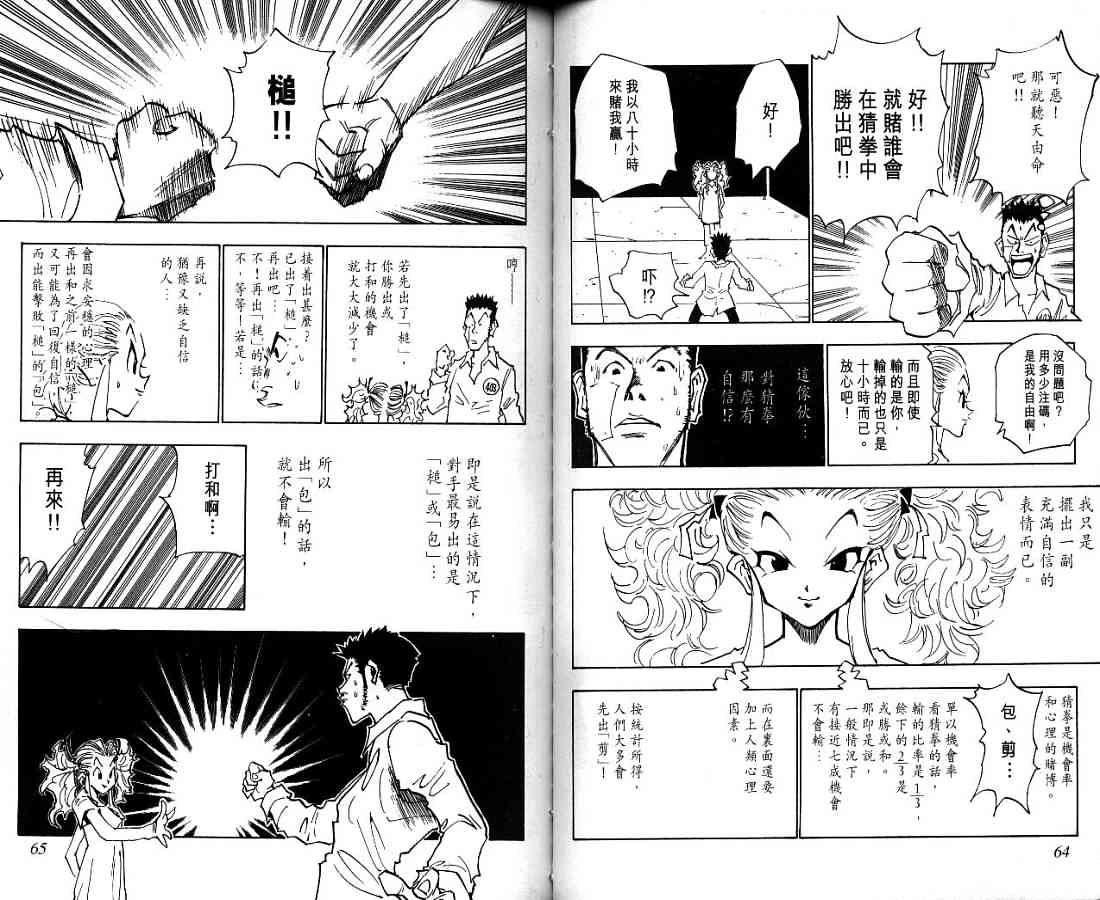 可惡！
那就聽天由命
吧！！
好！！
就賭誰會
在猜拳中
勝出吧！！
好！
我以八十小時
來賭我贏！
吓！？
沒問題吧？
用多少注碼，
是我的自由啊！
而且即使
輸的是你，
輸掉的也只是
十小時而已。
放心吧！
這傢伙…
對猜拳
那麼有
自信！？
我只是
擺出一副
充滿自信的
表情而已。
猜拳是機會率
和心理的賭博。
包、剪…
單以機會率
看猜拳的話，
輸的比率是1/3，
餘下的2/3是
或勝或和。
那即是說，
一般情況下
有接近七成機會
不會輸…
而在裏面還要
加上人類心理
因素。
按統計所得，
人們大多會
先出「剪」！
64
槌！！
哼……
若先出了「槌」，
你勝出或
打和的機會
就大大減少了。
接着出甚麼？
已出了「槌」的話
再出吧…
不！再出「槌」的話
不，等等—若是…
再說，
猶豫又缺乏自信
的人…
會因求安穩的心理
再出和之前一樣的「槌」
又可能為了回復自信
而出能擊敗「槌」的「包」。
即是說在這情況下，
對手最易出的是
「槌」或「包」…
所以
出「包」的話
就不會輸！
打和啊…
再來！！
65